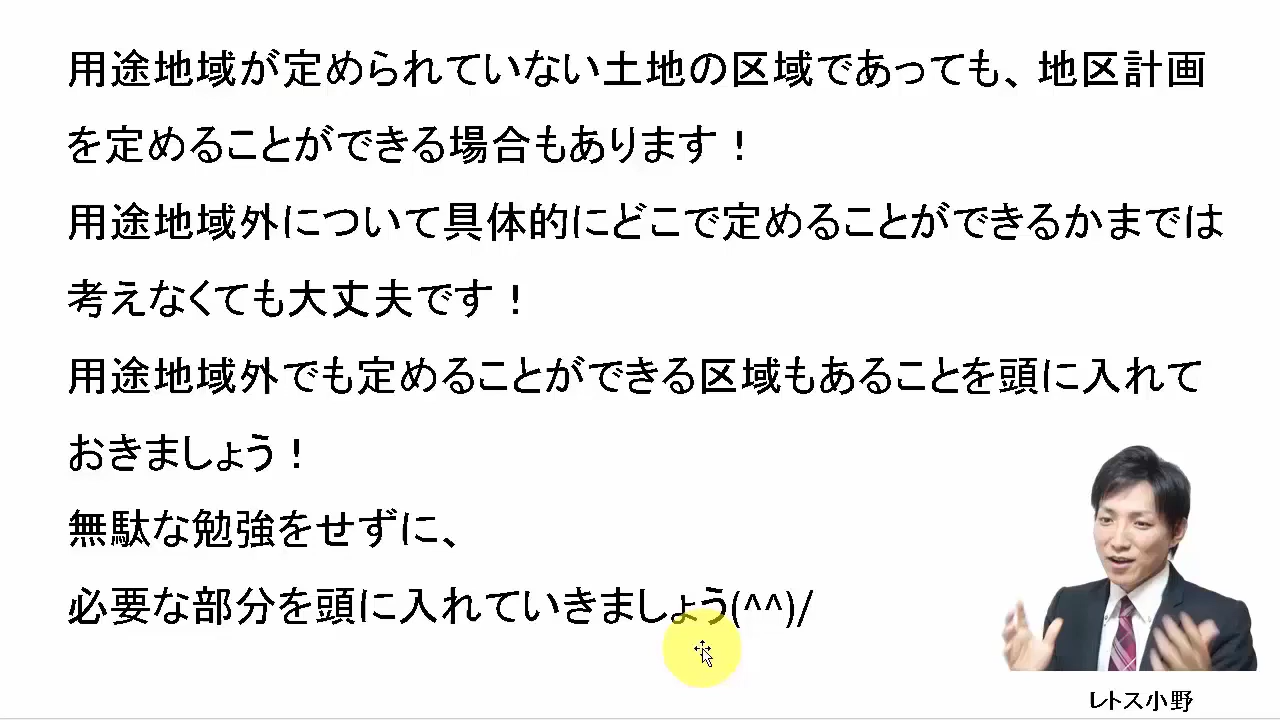 用途地域が定められていない土地の区域であっても、地区計画
を定めることができる場合もあります！
用途地域外について具体的にどこで定めることができるかまでは
考えなくても大丈夫です！
用途地域外でも定めることができる区域もあることを頭に入れて
おきましょう！
無駄な勉強をせずに、
必要な部分を頭に入れていきましょう(^^)/
レトス小野